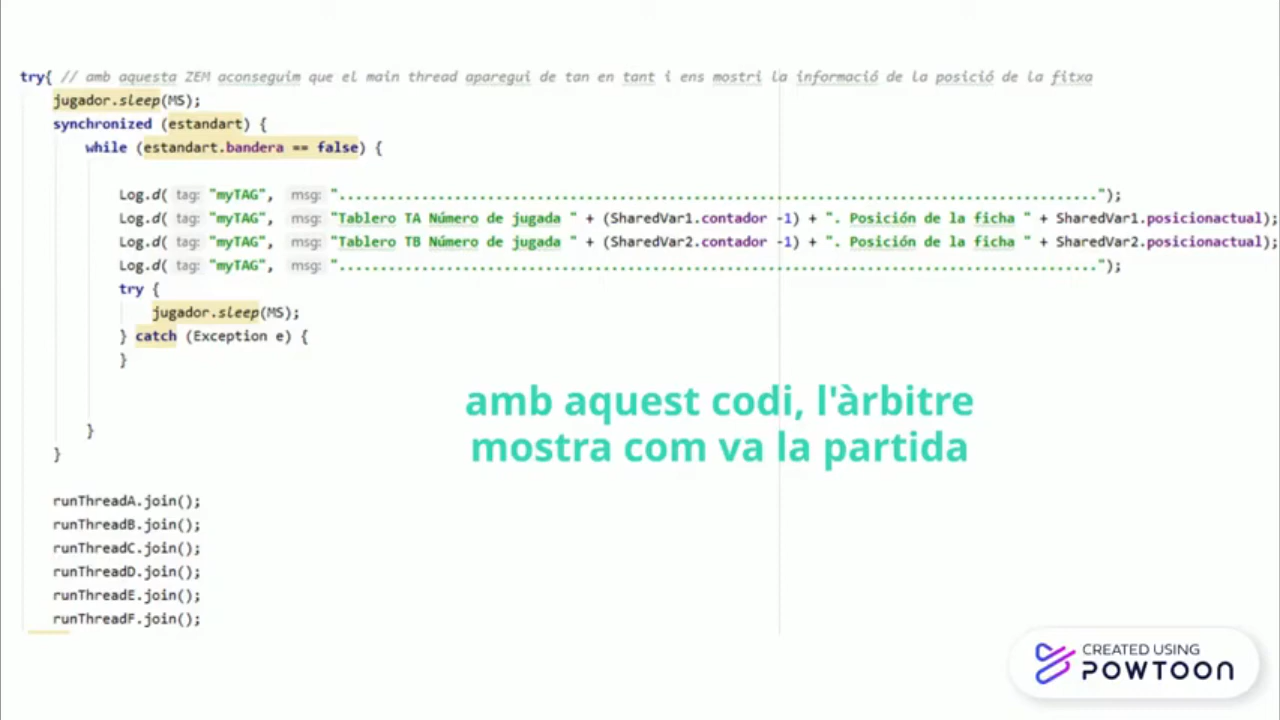 try{ // amb aquesta ZEM aconseguim que el main thread aparegui de tan en tant i ens mostri la informació de la posició de la fitxa
jugador.sleep(MS);
synchronized (estandart) {
while (estandart.bandera == false) {
Log.d( tag: "myTAG", msg: "............................................................................................");
Log.d( tag: "myTAG", msg: "Tablero TA Número de jugada " + (SharedVar1.contador -1) + ". Posición de la ficha " + SharedVar1.posicionactual);
Log.d( tag: "myTAG", msg: "Tablero TB Número de jugada " + (SharedVar2.contador -1) + ". Posición de la ficha " + SharedVar2.posicionactual);
Log.d( tag: "myTAG", msg: "............................................................................................");
try {
jugador.sleep(MS);
} catch (Exception e) {
}
}
}
amb aquest codi, l'àrbitre
mostra com va la partida
runThreadA.join();
runThreadB.join();
runThreadC.join();
runThreadD.join();
runThreadE.join();
runThreadF.join();
CREATED USING
POWTOON